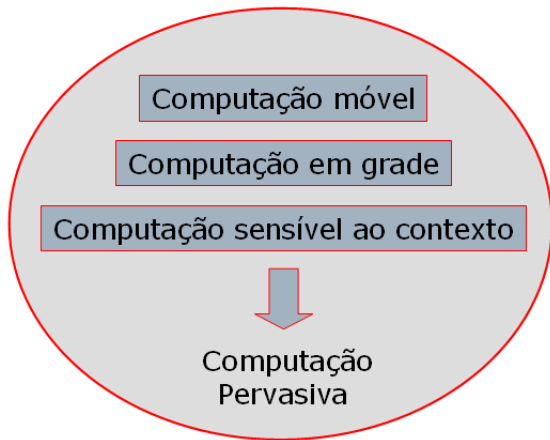 Computação móvel
Computação em grade
Computação sensível ao contexto
Computação
Pervasiva